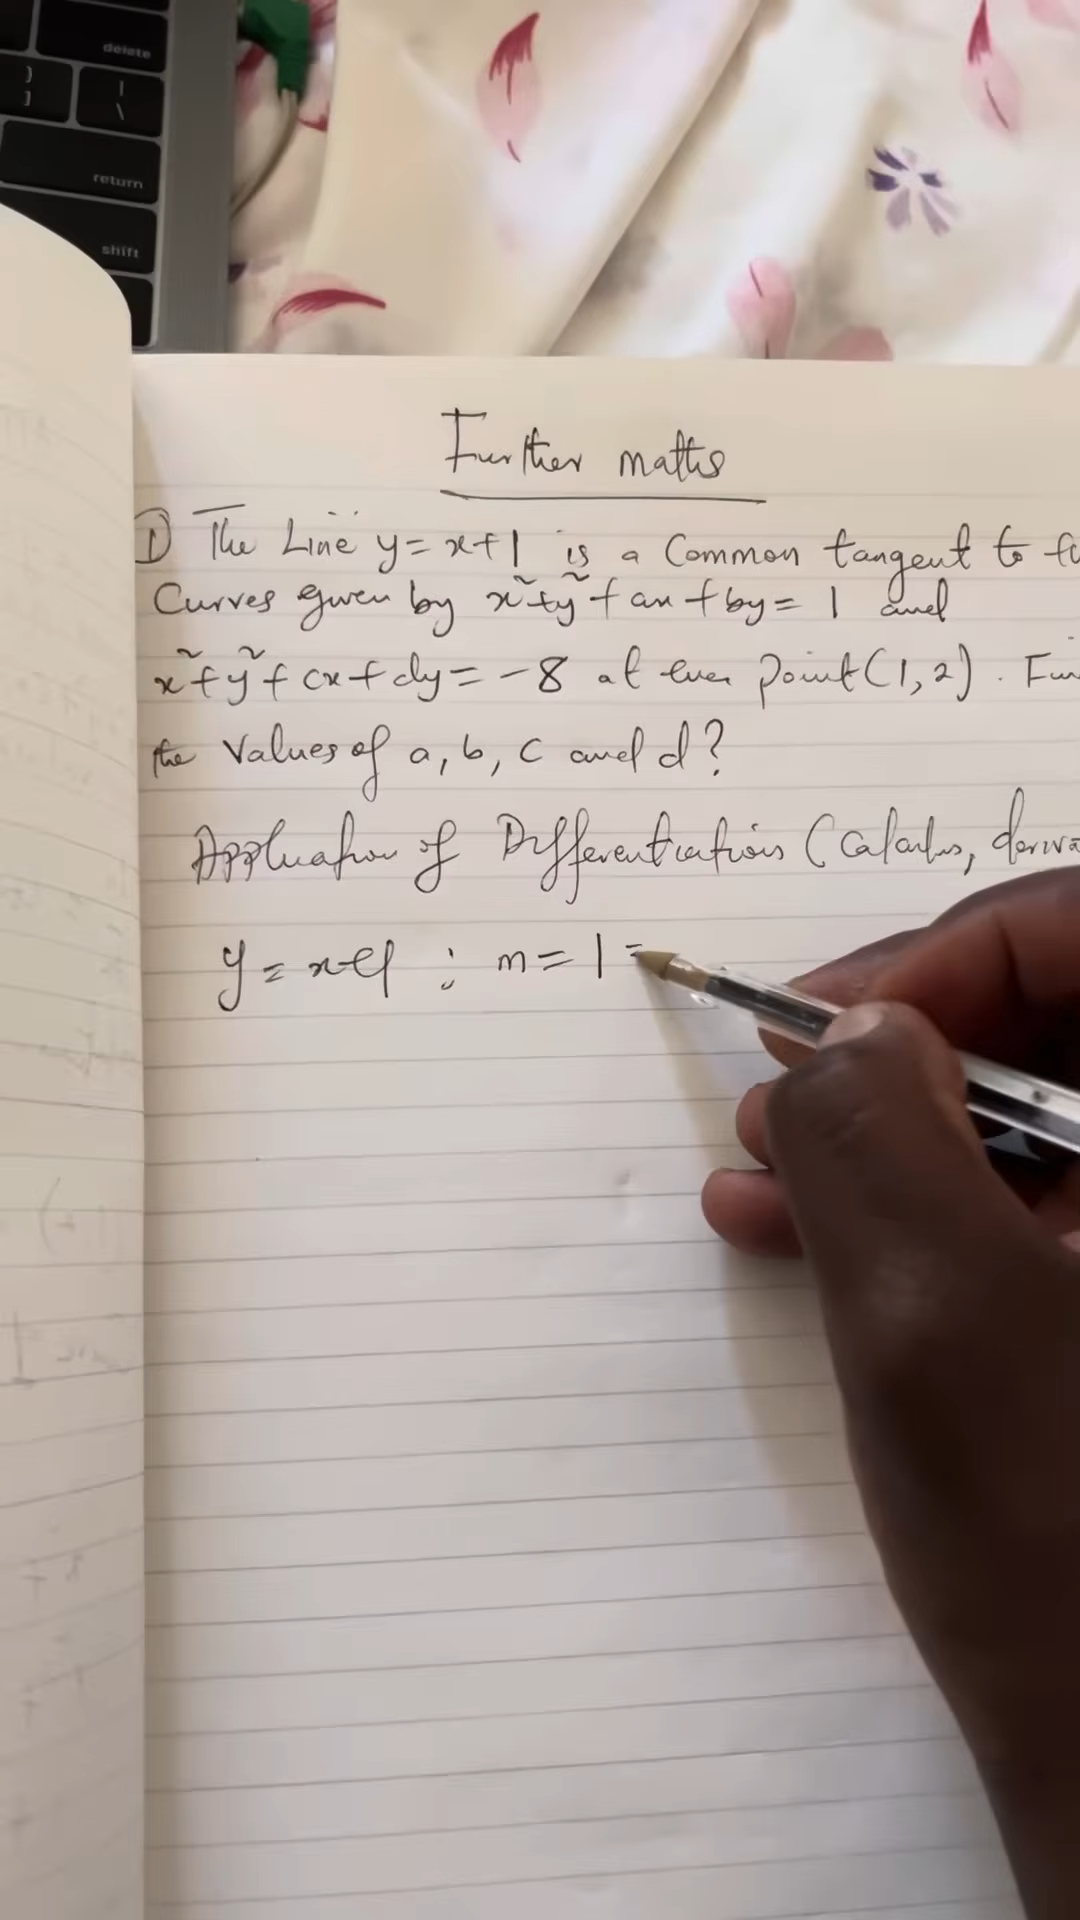 delete
}
]
|
\
return
shift
Further maths
① The Line y = x+1 is a Common tangent to
Curves given by x²+y²+ax+by = 1 and
x²+y²+cx+dy = -8 at point (1,2). Fin
the values of a, b, c and d?
Application of Differentiation (Calculus, deriva
y = x+1 ; m = 1 =